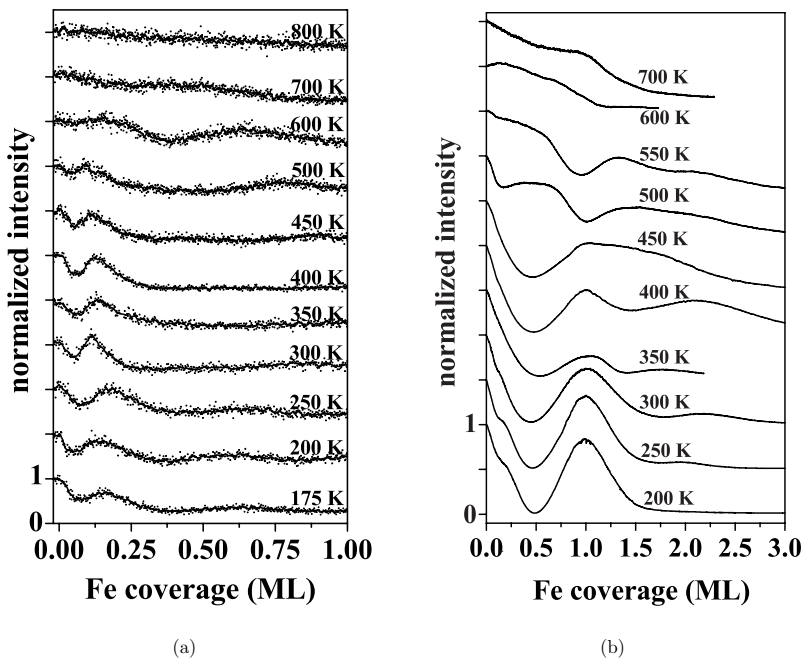 normalized intensity
800 K
700 K
600 K
500 K
450 K
400 K
350 K
300 K
250 K
200 K
175 K
1
0
0.00 0.25 0.50 0.75 1.00
Fe coverage (ML)
(a)
normalized intensity
700 K
600 K
550 K
500 K
450 K
400 K
350 K
300 K
250 K
200 K
1
0
0.0 0.5 1.0 1.5 2.0 2.5 3.0
Fe coverage (ML)
(b)